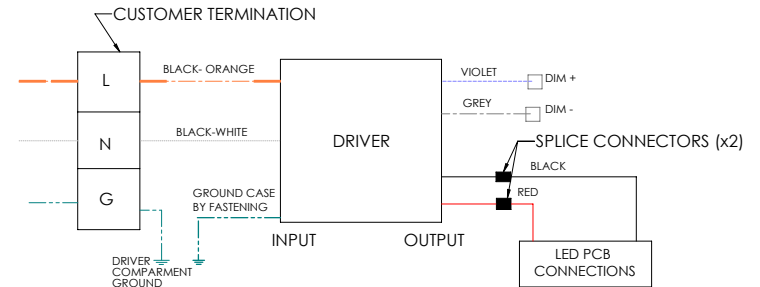 CUSTOMER TERMINATION
L
BLACK- ORANGE
VIOLET
DIM +
GREY
DIM -
N
BLACK-WHITE
DRIVER
SPLICE CONNECTORS (x2)
BLACK
G
GROUND CASE
BY FASTENING
RED
INPUT
OUTPUT
DRIVER
COMPARMENT
GROUND
LED PCB
CONNECTIONS